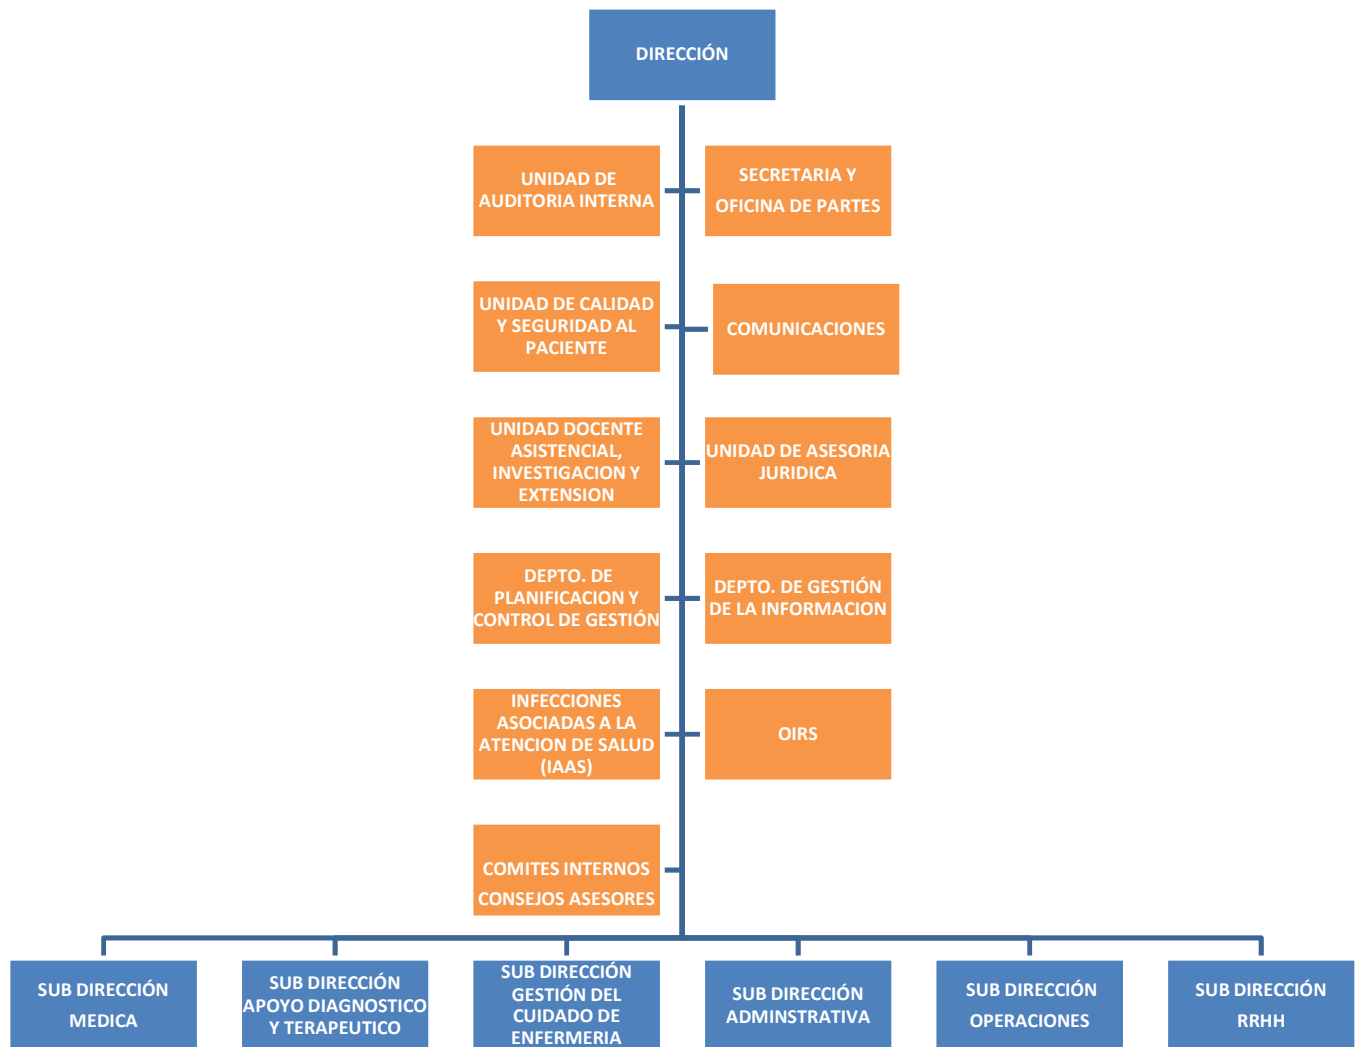 DIRECCIÓN
UNIDAD DE
AUDITORIA INTERNA
SECRETARIA Y
OFICINA DE PARTES
UNIDAD DE CALIDAD
Y SEGURIDAD AL
PACIENTE
COMUNICACIONES
UNIDAD DOCENTE
ASISTENCIAL,
INVESTIGACION Y
EXTENSION
UNIDAD DE ASESORIA
JURIDICA
DEPTO. DE
PLANIFICACION Y
CONTROL DE GESTIÓN
DEPTO. DE GESTIÓN
DE LA INFORMACION
INFECCIONES
ASOCIADAS A LA
ATENCION DE SALUD
(IAAS)
OIRS
COMITES INTERNOS
CONSEJOS ASESORES
SUB DIRECCIÓN
MEDICA
SUB DIRECCIÓN
APOYO DIAGNOSTICO
Y TERAPEUTICO
SUB DIRECCIÓN
GESTIÓN DEL
CUIDADO DE
ENFERMERIA
SUB DIRECCIÓN
ADMINSTRATIVA
SUB DIRECCIÓN
OPERACIONES
SUB DIRECCIÓN
RRHH